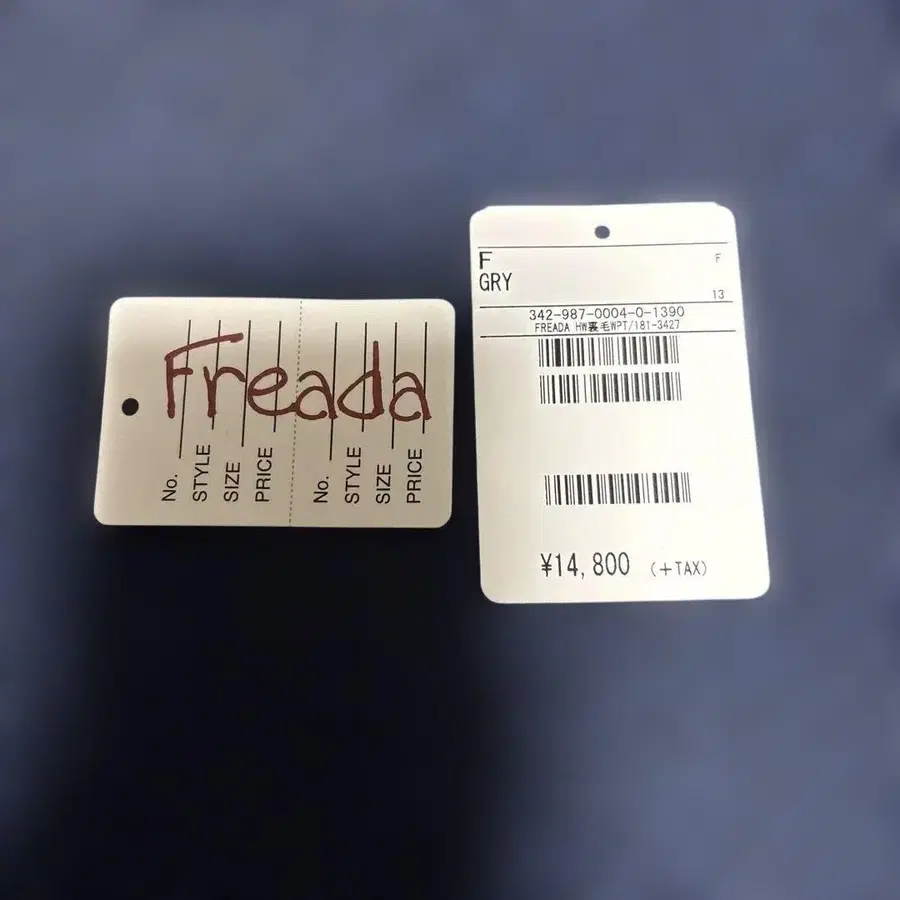 Freada
No.
STYLE
SIZE
PRICE
No.
STYLE
SIZE
PRICE
F
F
GRY
13
342-987-0004-0-1390
FREADA HW裏毛WPT/181-3427
¥14,800 (+TAX)